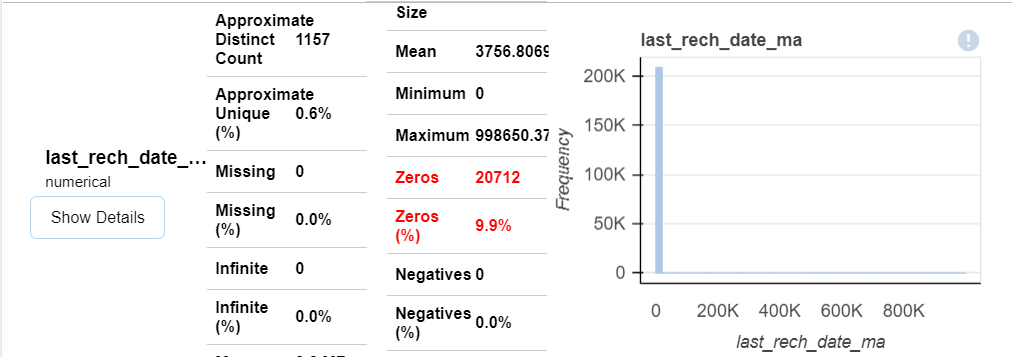 last_rech_date_...
numerical
Show Details
Approximate
Distinct
Count
1157
Approximate
Unique
(%)
0.6%
Missing
0
Missing
(%)
0.0%
Infinite
0
Infinite
(%)
0.0%
Size
Mean
3756.8069
Minimum
0
Maximum
998650.37
Zeros
20712
Zeros
(%)
9.9%
Negatives
0
Negatives
(%)
0.0%
last_rech_date_ma
!
200K
150K
100K
50K
0
Frequency
0 200K 400K 600K 800K
last_rech_date_ma